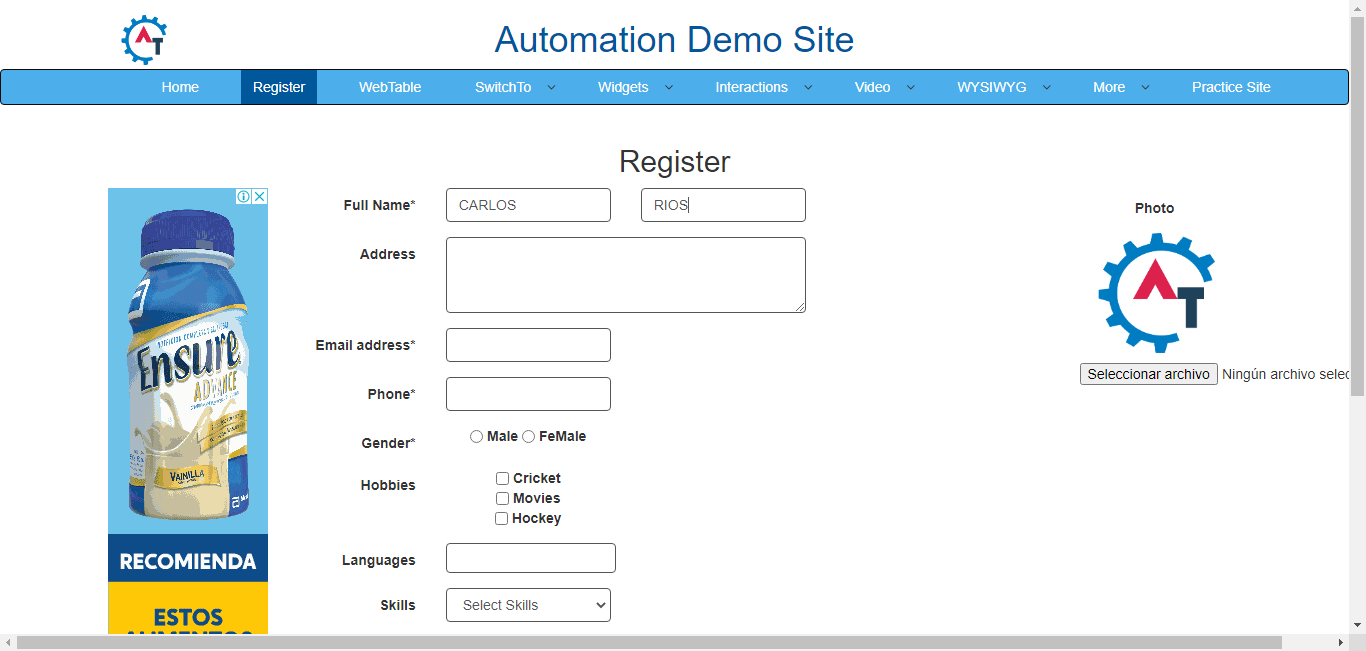 Automation Demo Site
Home Register WebTable SwitchTo Widgets Interactions Video WYSIWYG More Practice Site
Register
Full Name* CARLOS RIOS
Photo
Address
AT
Email address*
Seleccionar archivo Ningún archivo selec
Phone*
Gender* Male FeMale
Hobbies
Cricket
Movies
Hockey
Languages
Skills Select Skills
Ensure
ADVANCE
VAINILLA
RECOMIENDA
ESTOS
ALIMENTOS